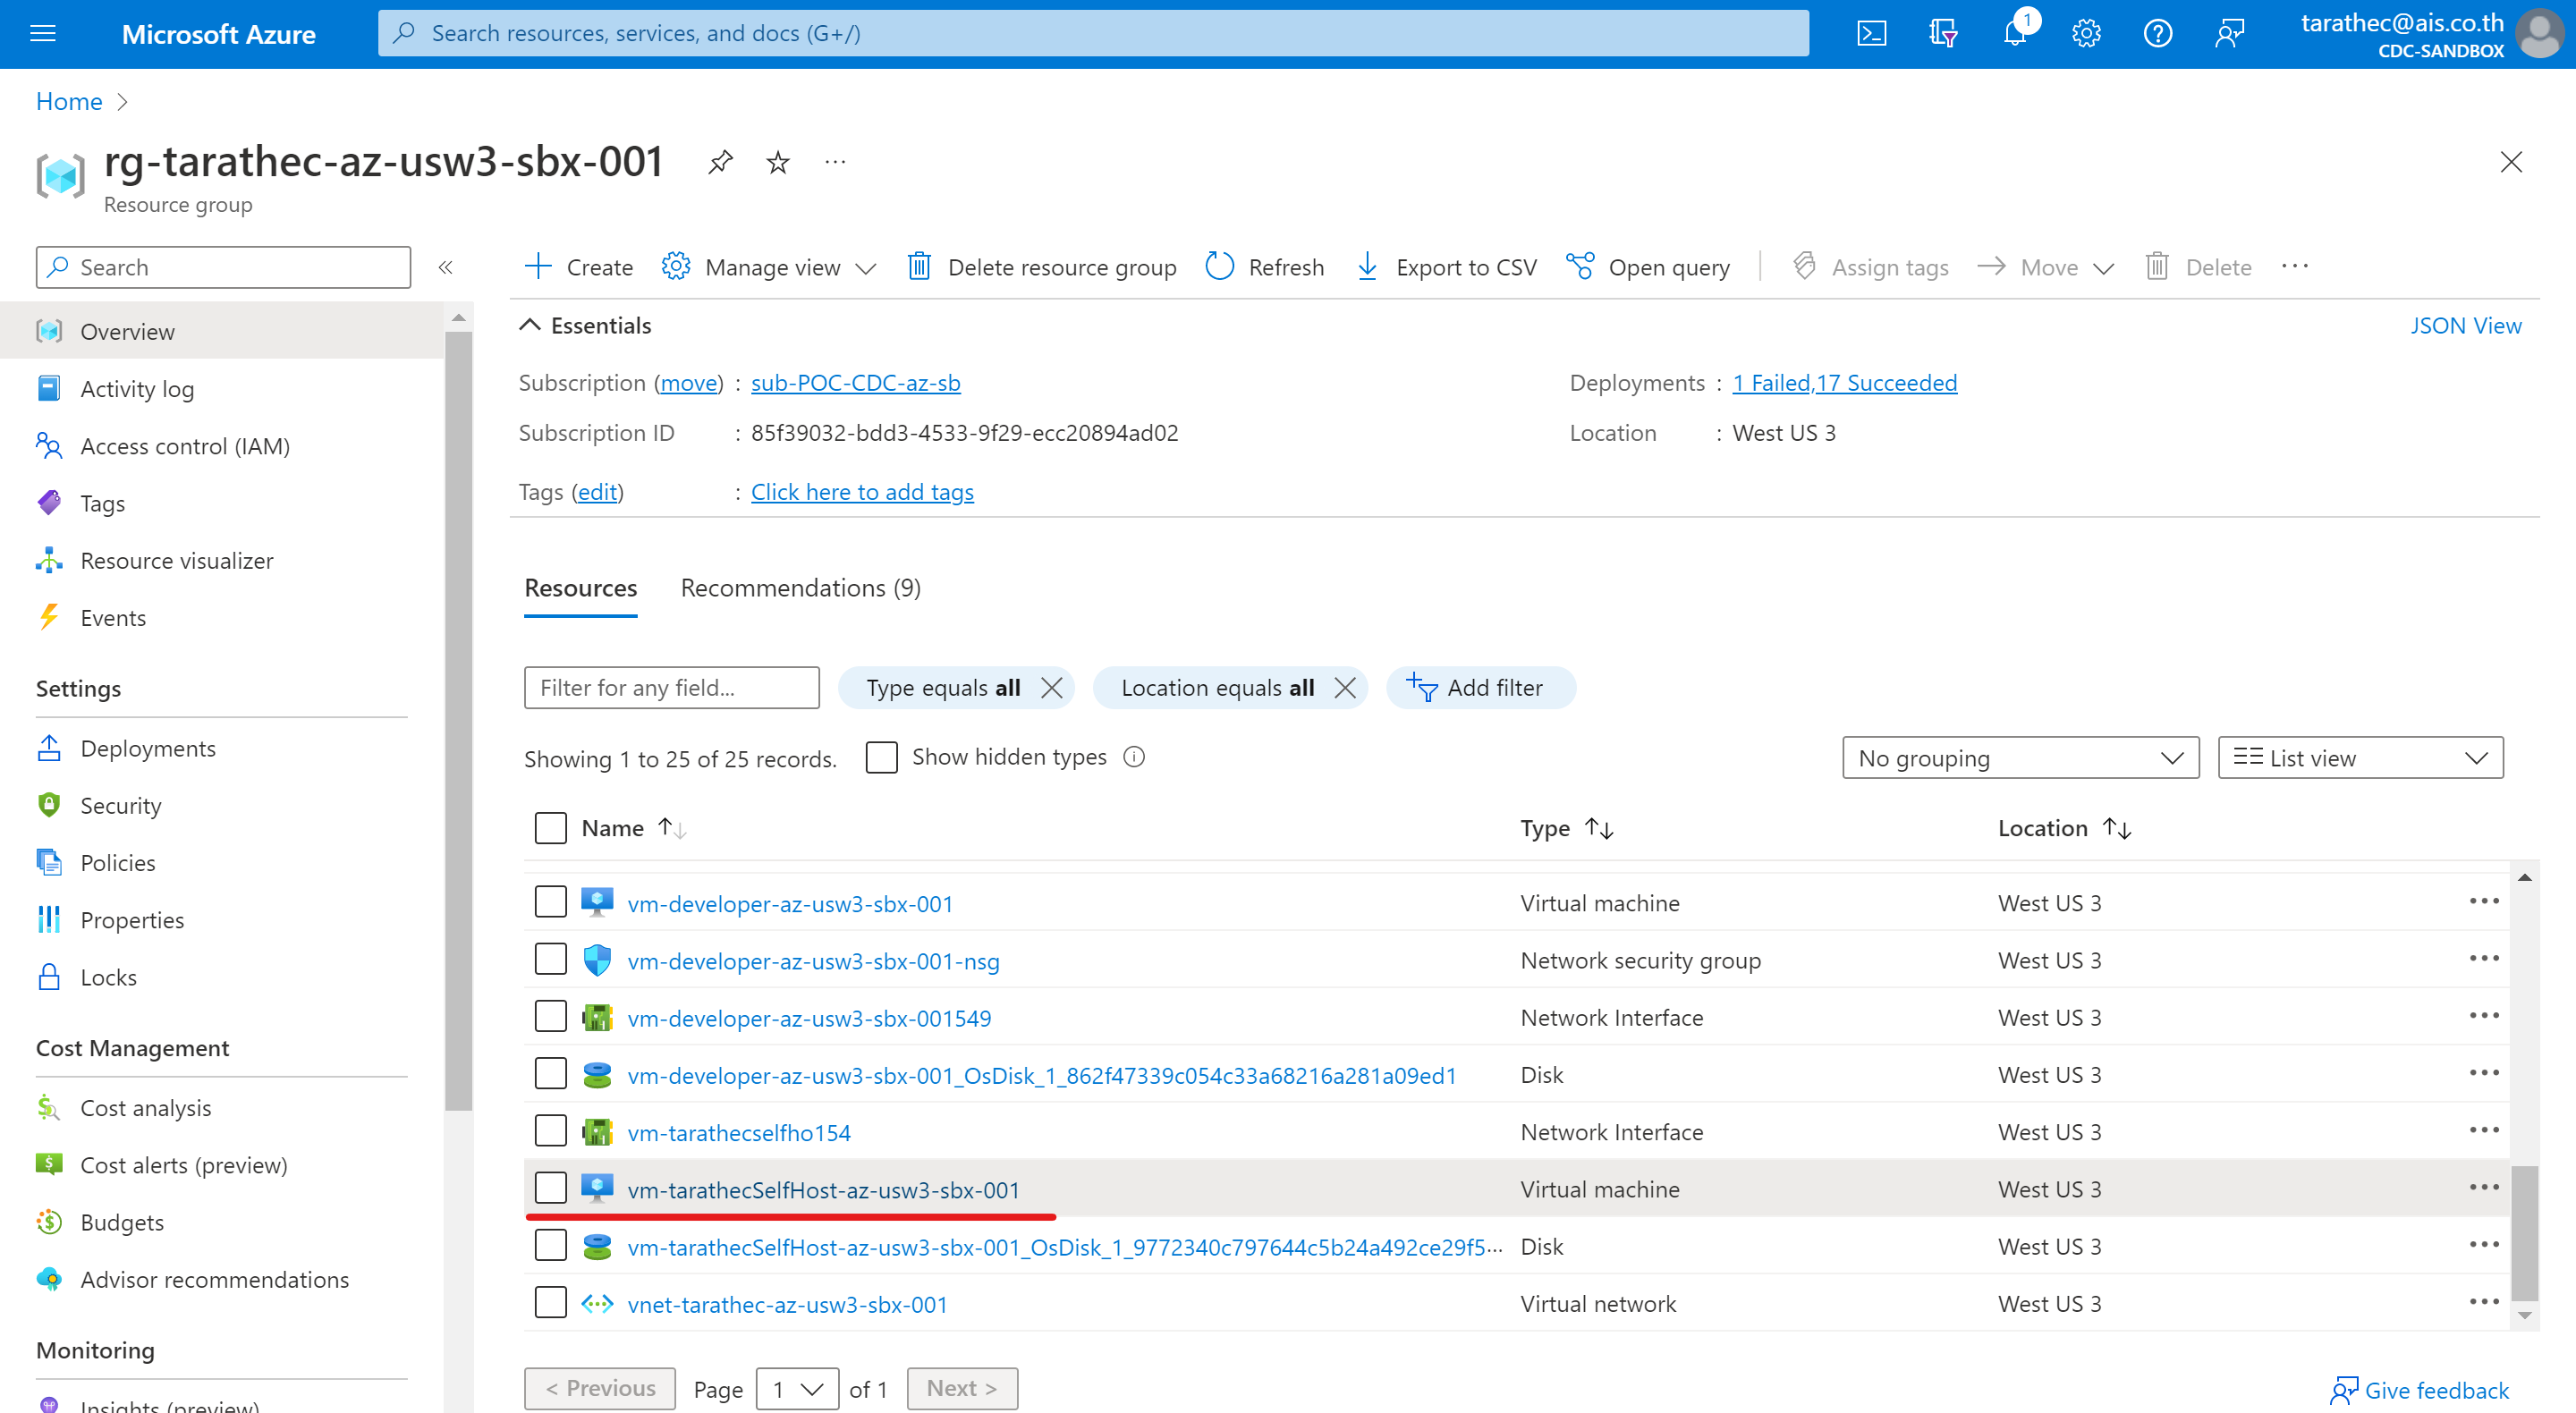 Microsoft Azure
Search resources, services, and docs (G+/)
1
tarathec@ais.co.th
CDC-SANDBOX
Home
rg-tarathec-az-usw3-sbx-001
Resource group
Search
Create
Manage view
Delete resource group
Refresh
Export to CSV
Open query
Assign tags
Move
Delete
Overview
Activity log
Access control (IAM)
Tags
Resource visualizer
Events
Settings
Deployments
Security
Policies
Properties
Locks
Cost Management
Cost analysis
Cost alerts (preview)
Budgets
Advisor recommendations
Monitoring
Insights (preview)
Essentials
JSON View
Subscription (move) : sub-POC-CDC-az-sb
Deployments : 1 Failed,17 Succeeded
Subscription ID : 85f39032-bdd3-4533-9f29-ecc20894ad02
Location : West US 3
Tags (edit) : Click here to add tags
Resources
Recommendations (9)
Filter for any field...
Type equals all
Location equals all
Add filter
Showing 1 to 25 of 25 records.
Show hidden types
No grouping
List view
Name Type Location
vm-developer-az-usw3-sbx-001 Virtual machine West US 3
vm-developer-az-usw3-sbx-001-nsg Network security group West US 3
vm-developer-az-usw3-sbx-001549 Network Interface West US 3
vm-developer-az-usw3-sbx-001_OsDisk_1_862f47339c054c33a68216a281a09ed1 Disk West US 3
vm-tarathecselfho154 Network Interface West US 3
vm-tarathecSelfHost-az-usw3-sbx-001 Virtual machine West US 3
vm-tarathecSelfHost-az-usw3-sbx-001_OsDisk_1_9772340c797644c5b24a492ce29f5... Disk West US 3
vnet-tarathec-az-usw3-sbx-001 Virtual network West US 3
< Previous
Page 1 of 1
Next >
Give feedback